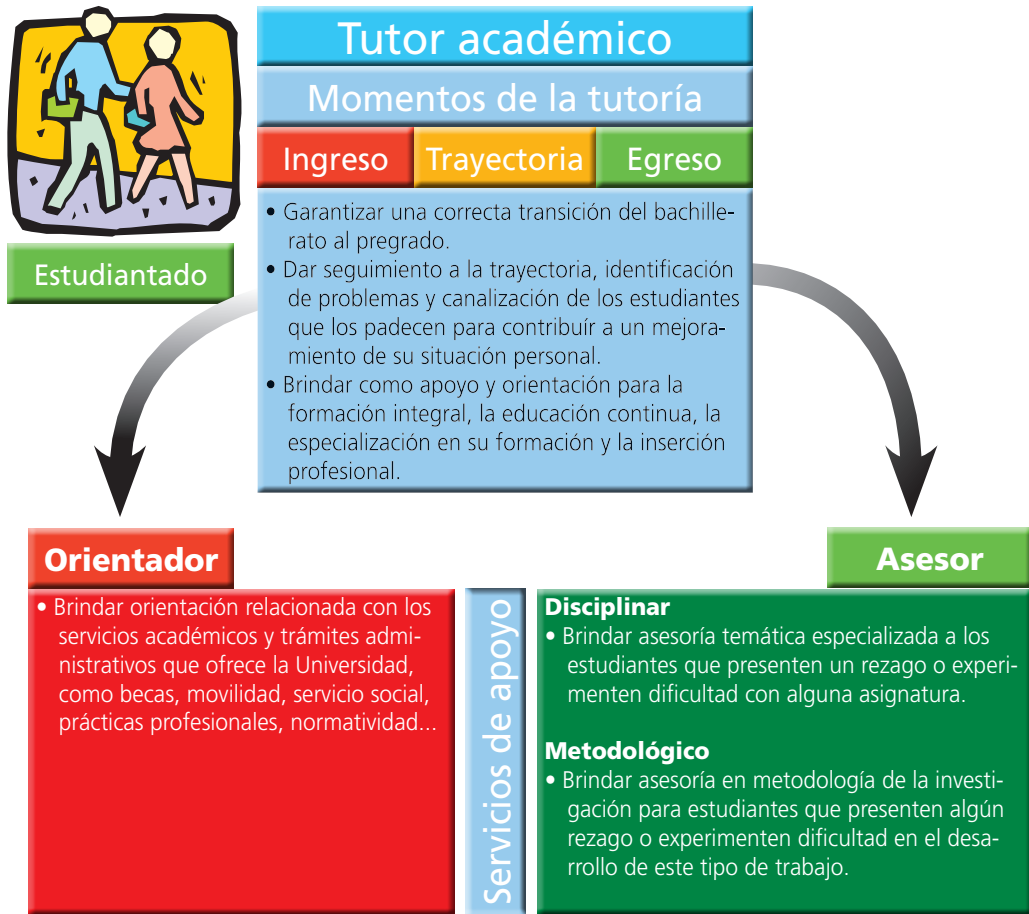 Tutor académico
Momentos de la tutoría
Ingreso
Trayectoria
Egreso
Estudiantado
• Garantizar una correcta transición del bachille-
rato al pregrado.
• Dar seguimiento a la trayectoria, identificación
de problemas y canalización de los estudiantes
que los padecen para contribuír a un mejora-
miento de su situación personal.
• Brindar como apoyo y orientación para la
formación integral, la educación continua, la
especialización en su formación y la inserción
profesional.
Orientador
• Brindar orientación relacionada con los
servicios académicos y trámites admi-
nistrativos que ofrece la Universidad,
como becas, movilidad, servicio social,
prácticas profesionales, normatividad...
Servicios de apoyo
Asesor
Disciplinar
• Brindar asesoría temática especializada a los
estudiantes que presenten un rezago o experi-
menten dificultad con alguna asignatura.
Metodológico
• Brindar asesoría en metodología de la investi-
gación para estudiantes que presenten algún
rezago o experimenten dificultad en el desa-
rrollo de este tipo de trabajo.